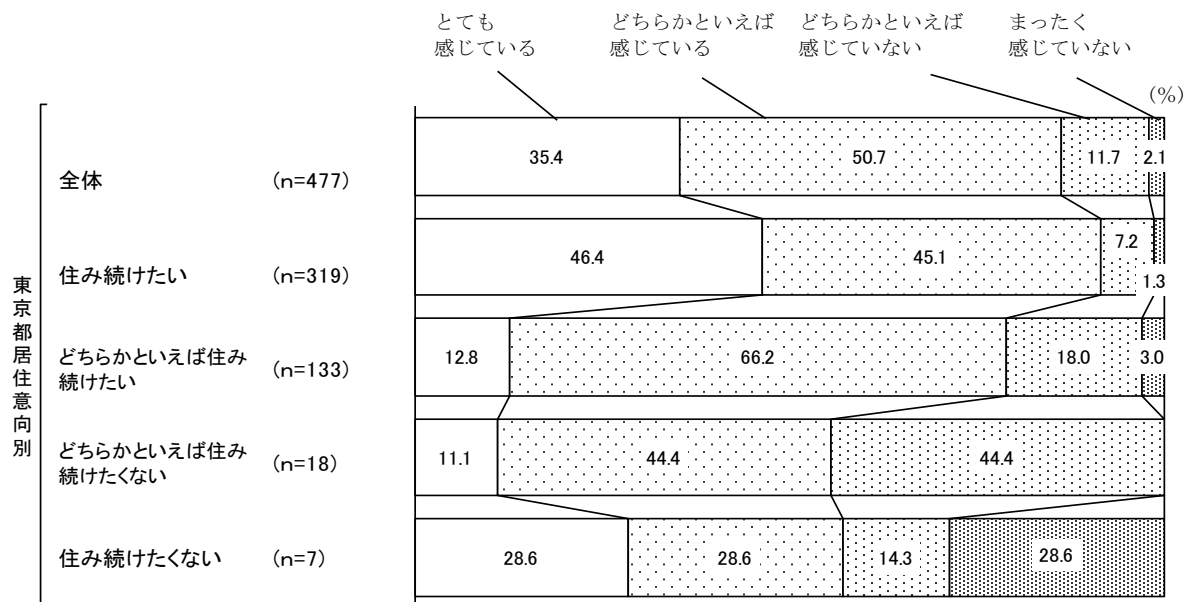 とても
感じている
どちらかといえば
感じている
どちらかといえば
感じていない
まったく
感じていない
(%)
東京都居住意向別
全体 (n=477)
35.4 50.7 11.7 2.1
住み続けたい (n=319)
46.4 45.1 7.2 1.3
どちらかといえば住み
続けたい
(n=133)
12.8 66.2 18.0 3.0
どちらかといえば住み
続けたくない
(n=18)
11.1 44.4 44.4
住み続けたくない (n=7)
28.6 28.6 14.3 28.6